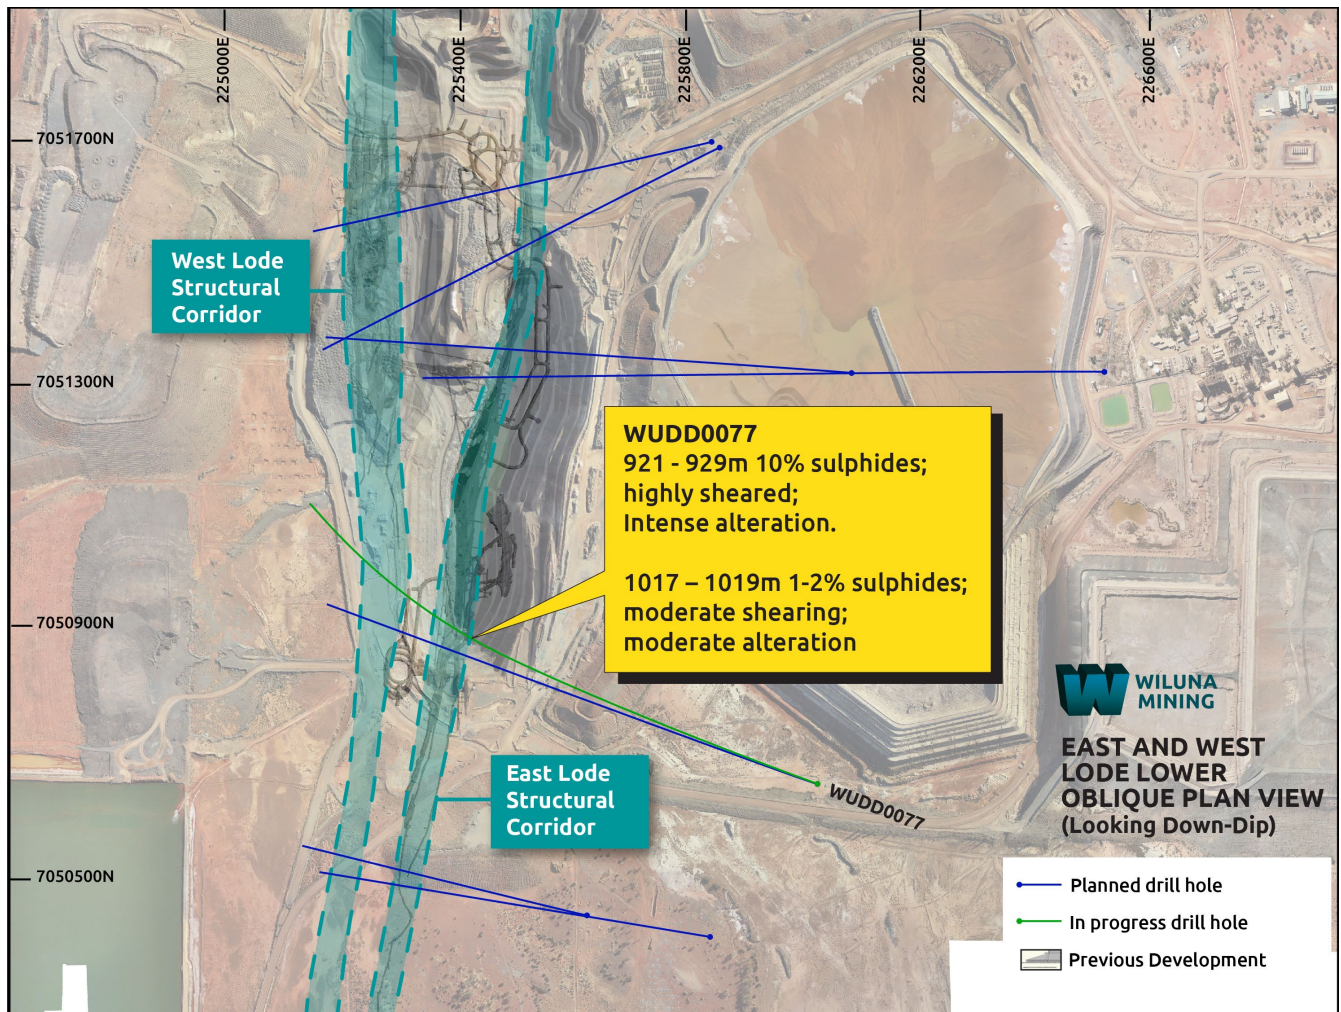 225000E
225400E
225800E
226200E
226600E
7051700N
West Lode
Structural
Corridor
7051300N
WUDD0077
921 - 929m 10% sulphides;
highly sheared;
Intense alteration.
1017 – 1019m 1-2% sulphides;
moderate shearing;
moderate alteration
7050900N
WILUNA
MINING
EAST AND WEST
LODE LOWER
OBLIQUE PLAN VIEW
(Looking Down-Dip)
East Lode
Structural
Corridor
WUDD0077
7050500N
Planned drill hole
In progress drill hole
Previous Development